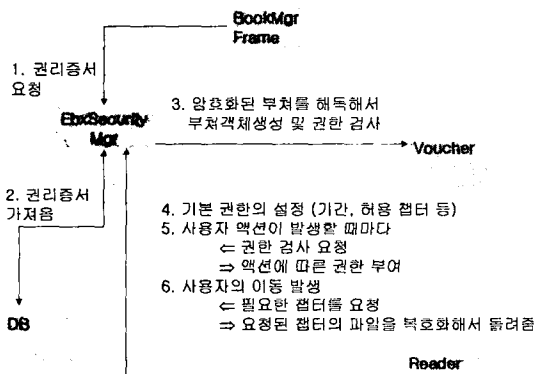 BookMgr
Frame
1. 권리증서
요청
EbxSecurity
Mgr
3. 암호화된 부쳐를 해독해서
부쳐객체생성 및 권한 검사
Voucher
2. 권리증서
가져옴
4. 기본 권한의 설정 (기간, 허용 챕터 등)
5. 사용자 액션이 발생할 때마다
⇐ 권한 검사 요청
⇒ 액션에 따른 권한 부여
6. 사용자의 이동 발생
⇐ 필요한 챕터를 요청
⇒ 요청된 챕터의 파일을 복호화해서 돌려줌
DB
Reader